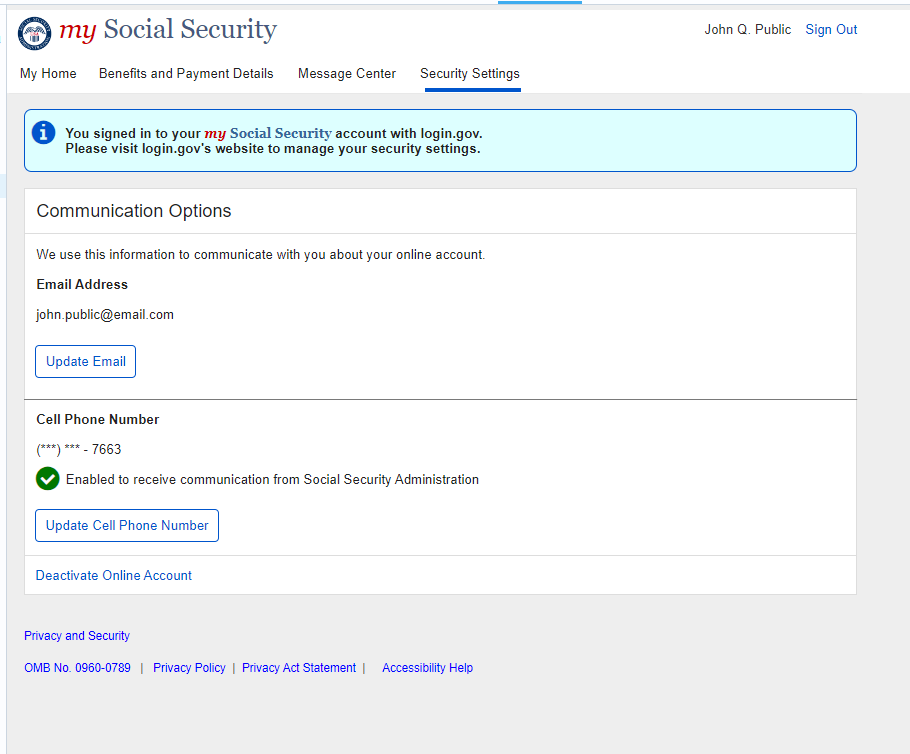 my Social Security
John Q. Public Sign Out
My Home Benefits and Payment Details Message Center Security Settings
You signed in to your my Social Security account with login.gov.
Please visit login.gov's website to manage your security settings.
Communication Options
We use this information to communicate with you about your online account.
Email Address
john.public@email.com
Update Email
Cell Phone Number
(***) *** - 7663
Enabled to receive communication from Social Security Administration
Update Cell Phone Number
Deactivate Online Account
Privacy and Security
OMB No. 0960-0789 | Privacy Policy | Privacy Act Statement | Accessibility Help